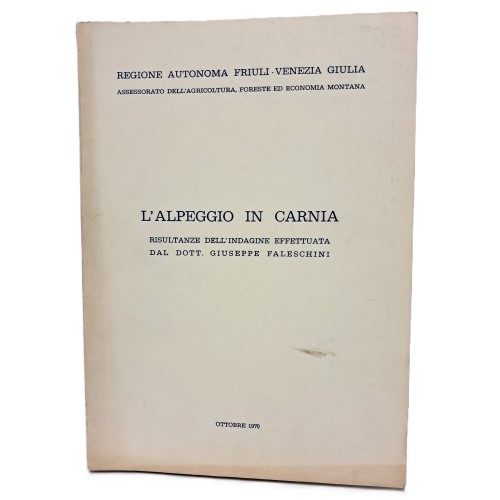 REGIONE AUTONOMA FRIULI-VENEZIA GIULIA
ASSESSORATO DELL'AGRICOLTURA, FORESTE ED ECONOMIA MONTANA
L'ALPEGGIO IN CARNIA
RISULTANZE DELL'INDAGINE EFFETTUATA
DAL DOTT. GIUSEPPE FALESCHINI
OTTOBRE 1970